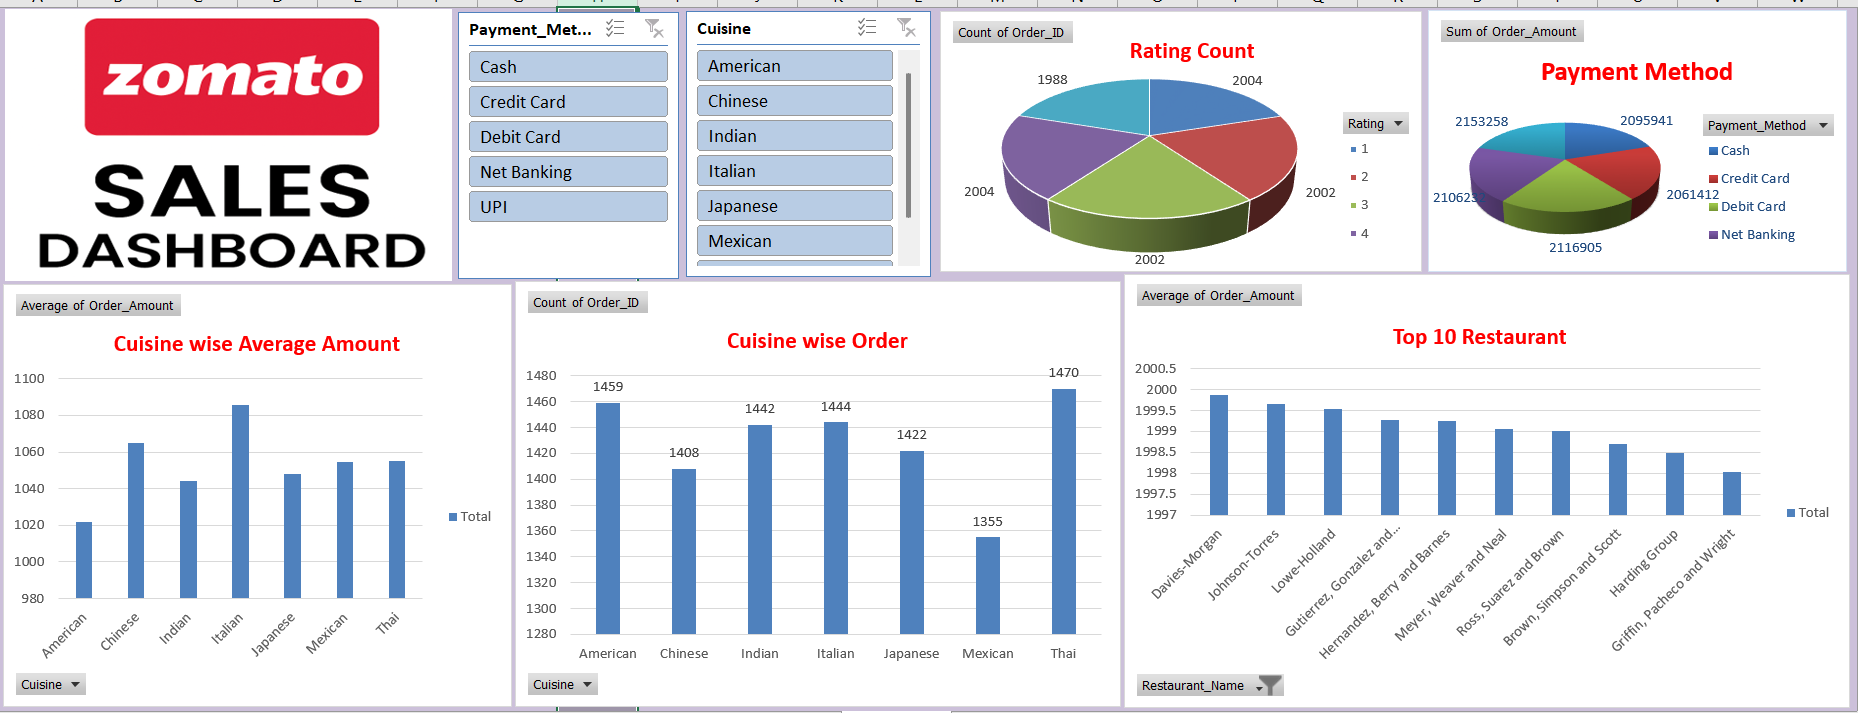 zomato
SALES
DASHBOARD
Payment_Met...
Cash
Credit Card
Debit Card
Net Banking
UPI
Cuisine
American
Chinese
Indian
Italian
Japanese
Mexican
Count of Order_ID
Rating Count
1988
2004
2004
2002
2002
Rating
1
2
3
4
Sum of Order_Amount
Payment Method
2153258
2095941
2061412
2116905
Payment_Method
Cash
Credit Card
Debit Card
Net Banking
Average of Order_Amount
Cuisine wise Average Amount
1100
1080
1060
1040
1020
1000
980
American
Chinese
Indian
Italian
Japanese
Mexican
Thai
Total
Cuisine
Count of Order_ID
Cuisine wise Order
1480
1460
1440
1420
1400
1380
1360
1340
1320
1300
1280
1459
1408
1442
1444
1422
1355
1470
American
Chinese
Indian
Italian
Japanese
Mexican
Thai
Cuisine
Average of Order_Amount
Top 10 Restaurant
2000.5
2000
1999.5
1999
1998.5
1998
1997.5
1997
Davies-Morgan
Johnson-Torres
Lowe-Holland
Gutierrez, Gonzalez and...
Hernandez, Berry and Barnes
Meyer, Weaver and Neal
Ross, Suarez and Brown
Brown, Simpson and Scott
Harding Group
Griffin, Pacheco and Wright
Total
Restaurant_Name